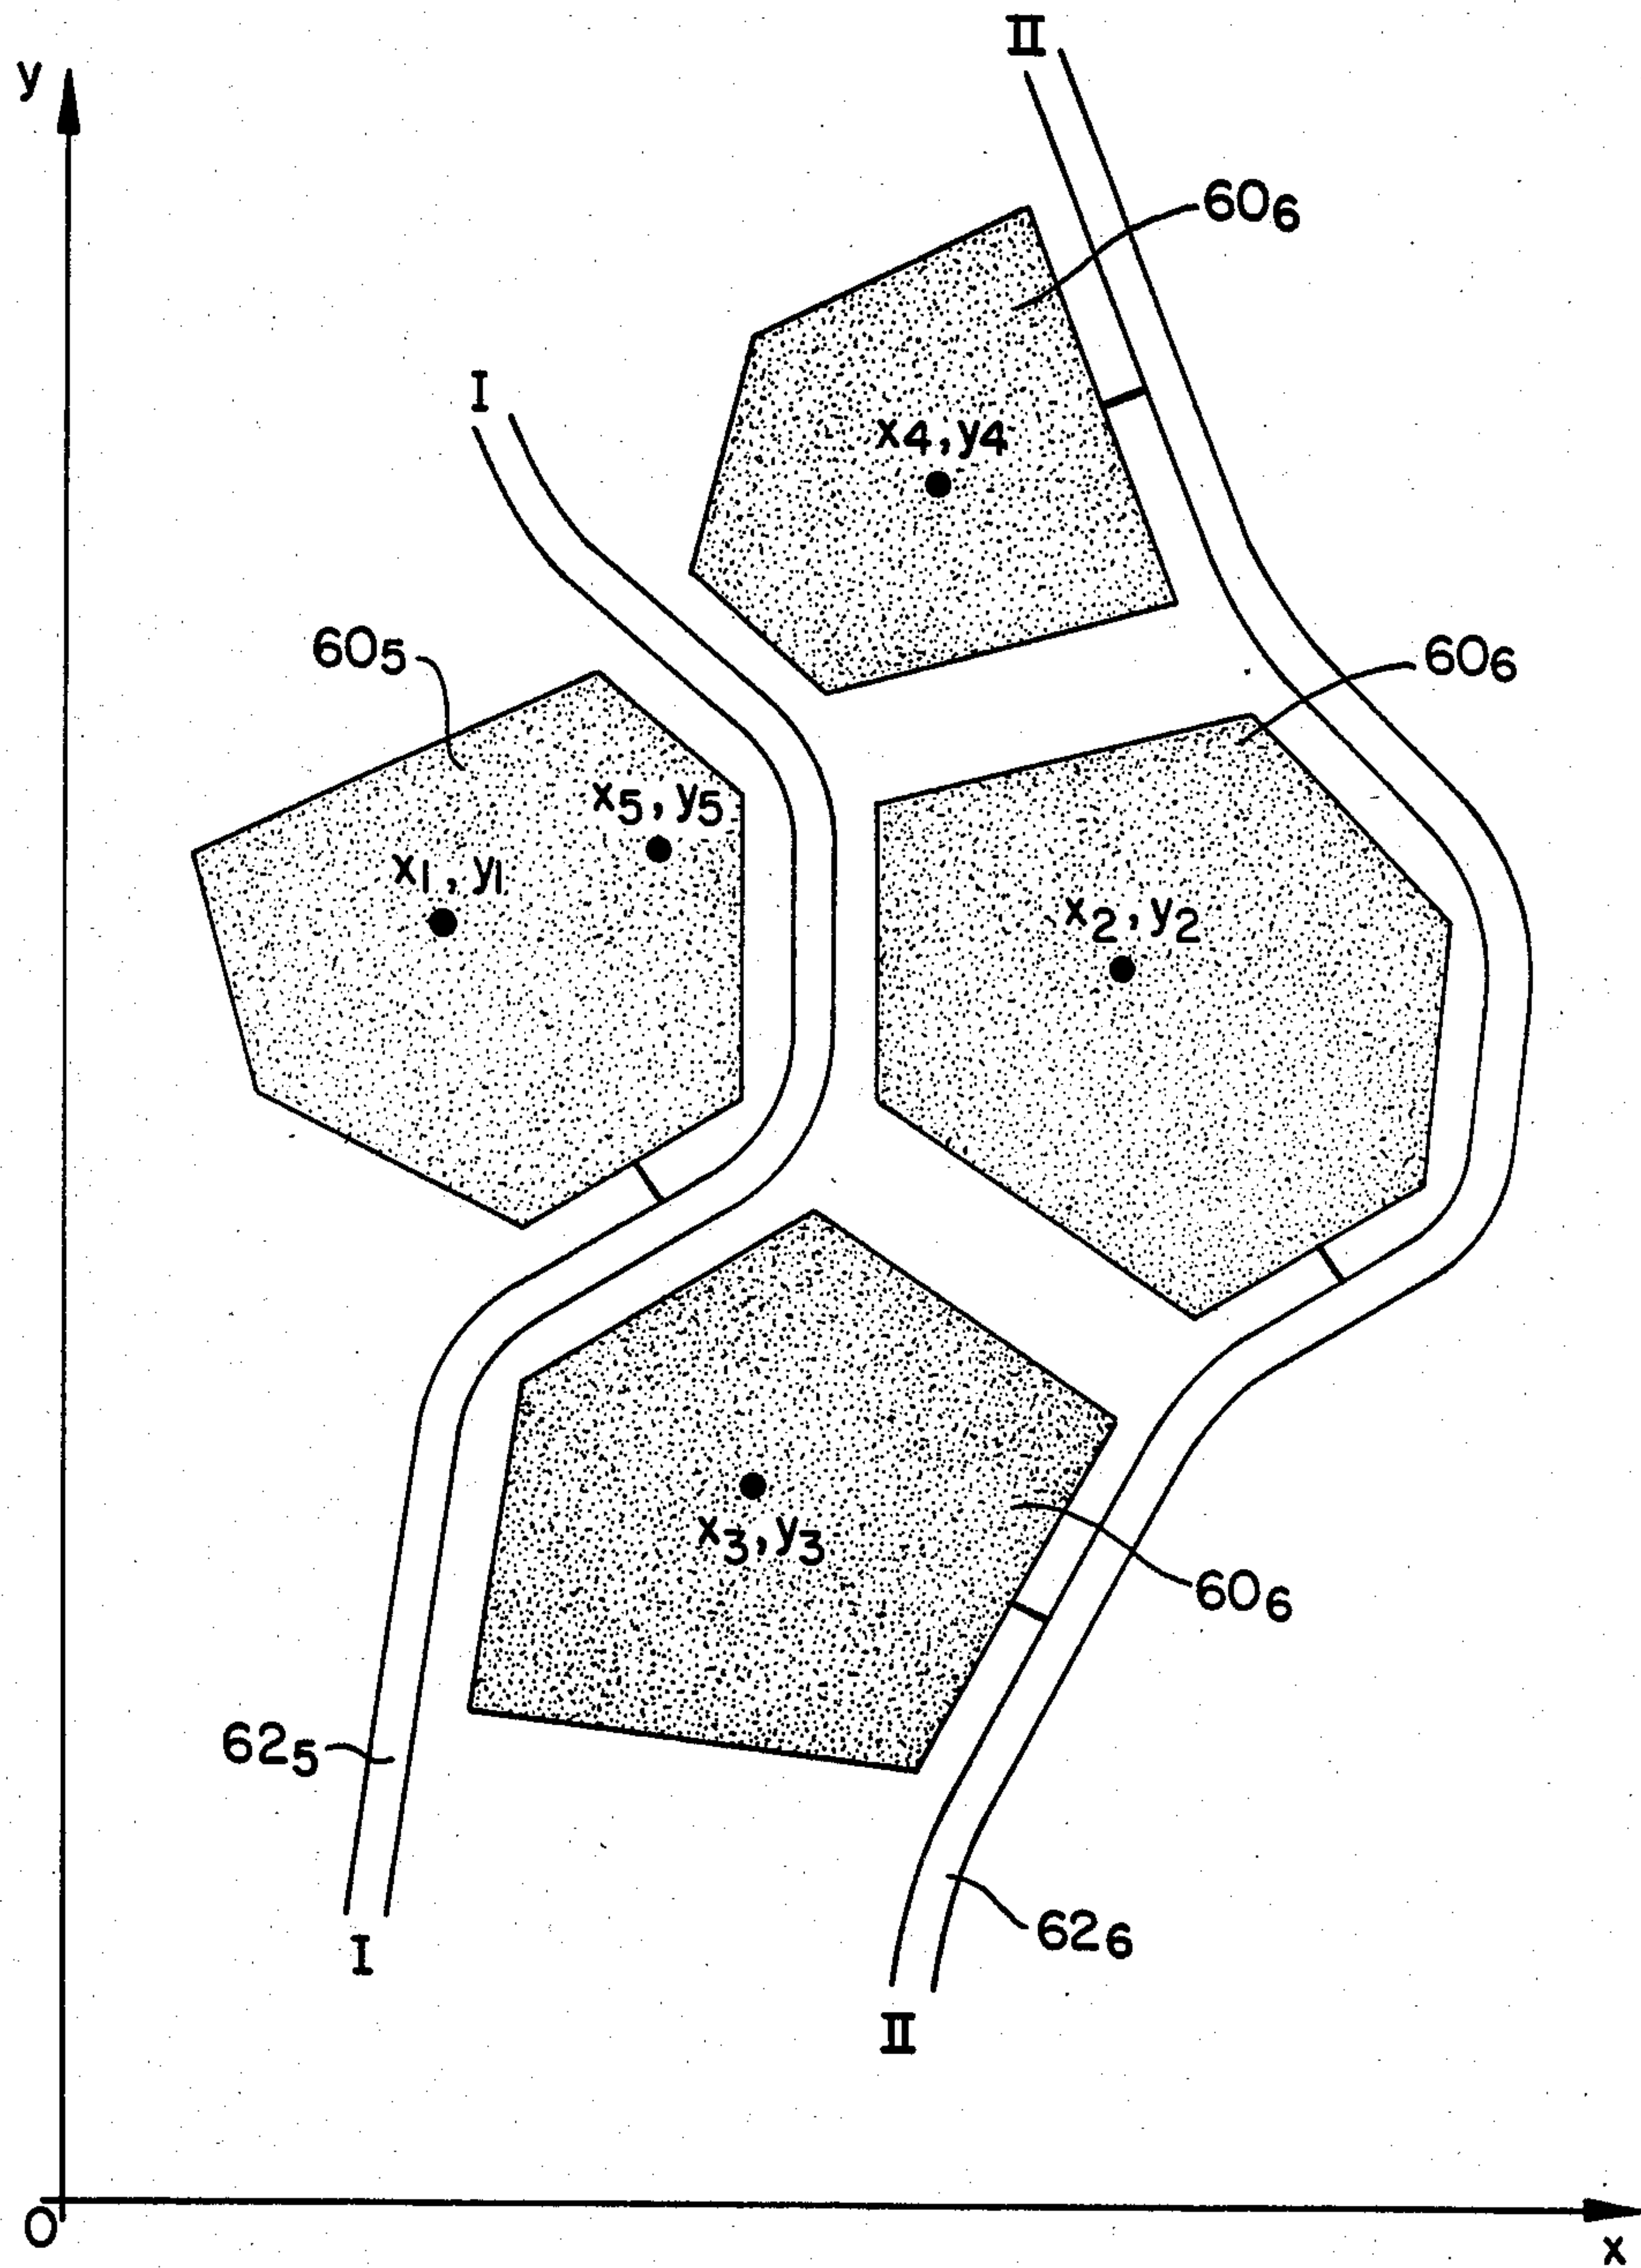 II
y
60₆
I
x₄,y₄
60₅
60₆
x₅,y₅
x₁,y₁
x₂,y₂
x₃,y₃
60₆
62₅
62₆
I
II
O
x